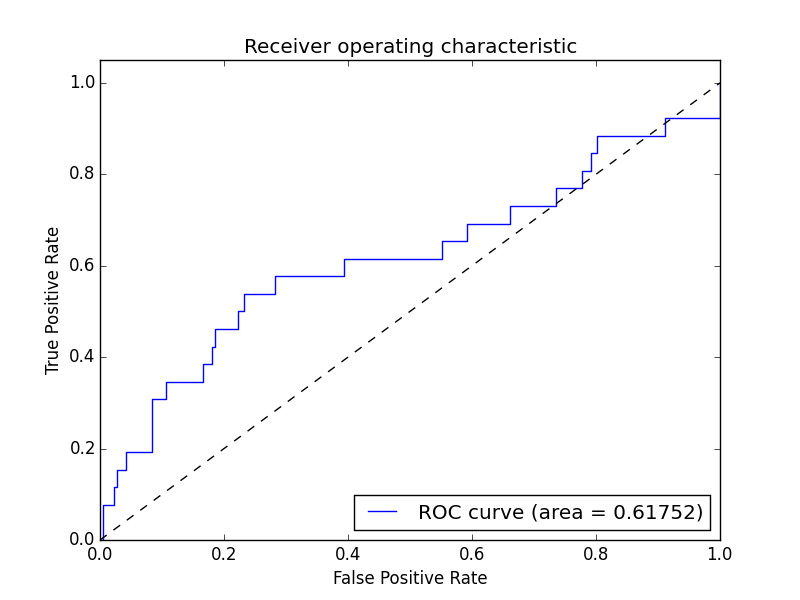 Receiver operating characteristic
1.0
0.8
0.6
0.4
0.2
0.0
True Positive Rate
ROC curve (area = 0.61752)
0.0 0.2 0.4 0.6 0.8 1.0
False Positive Rate